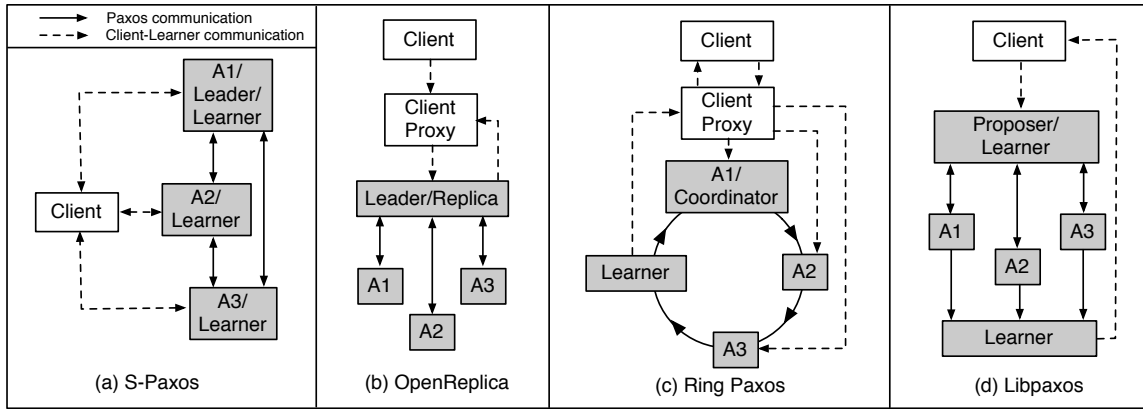 Paxos communication
Client-Learner communication
A1/
Leader/
Learner
Client
A2/
Learner
A3/
Learner
(a) S-Paxos
Client
Client
Proxy
Leader/Replica
A1
A3
A2
(b) OpenReplica
Client
Client
Proxy
A1/
Coordinator
Learner
A2
A3
(c) Ring Paxos
Client
Proposer/
Learner
A1
A3
A2
Learner
(d) Libpaxos